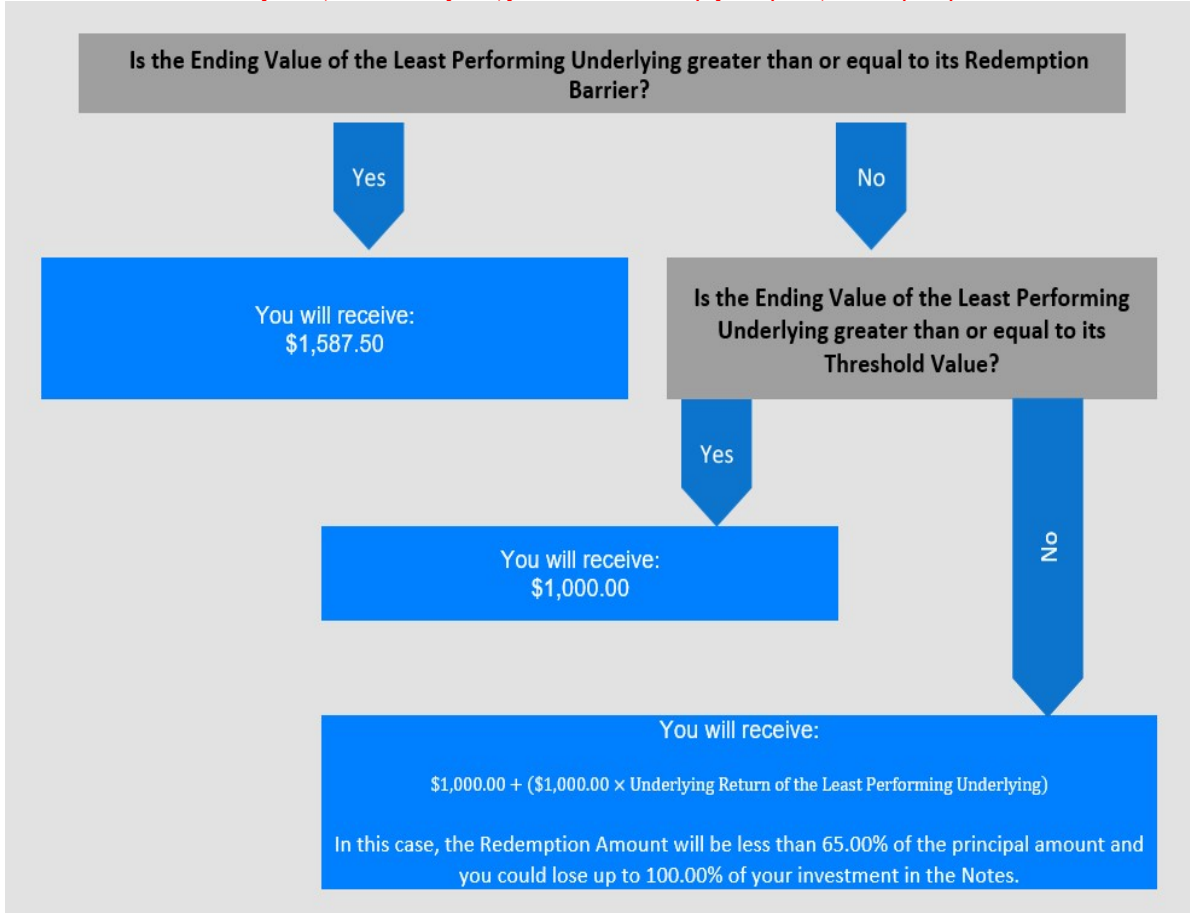 Is the Ending Value of the Least Performing Underlying greater than or equal to its Redemption
Barrier?
Yes
No
You will receive:
$1,587.50
Is the Ending Value of the Least Performing
Underlying greater than or equal to its
Threshold Value?
Yes
No
You will receive:
$1,000.00
You will receive:
$1,000.00 + ($1,000.00 × Underlying Return of the Least Performing Underlying)
In this case, the Redemption Amount will be less than 65.00% of the principal amount and
you could lose up to 100.00% of your investment in the Notes.